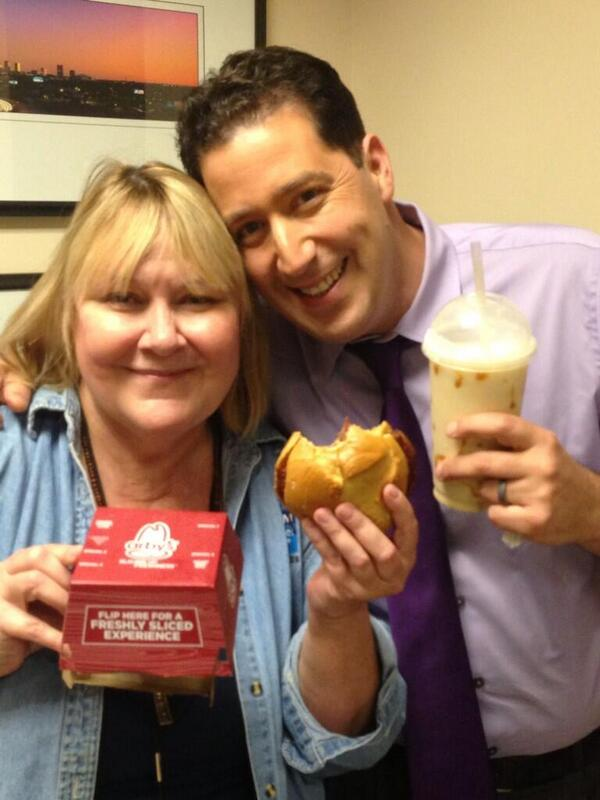 Arby's
FLIP HERE FOR A
FRESHLY SLICED
EXPERIENCE